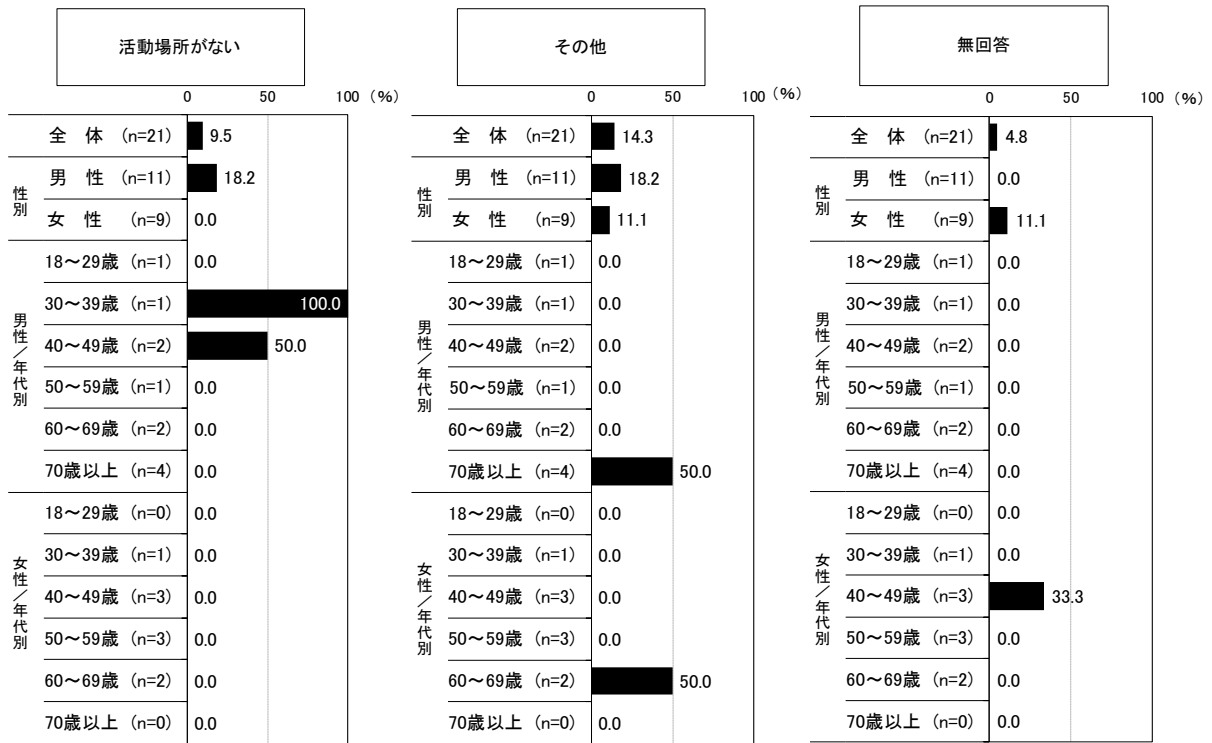 活動場所がない
0 50 100 (%)
全 体 (n=21) 9.5
性別
男 性 (n=11) 18.2
女 性 (n=9) 0.0
男性/年代別
18～29歳 (n=1) 0.0
30～39歳 (n=1) 100.0
40～49歳 (n=2) 50.0
50～59歳 (n=1) 0.0
60～69歳 (n=2) 0.0
70歳以上 (n=4) 0.0
女性/年代別
18～29歳 (n=0) 0.0
30～39歳 (n=1) 0.0
40～49歳 (n=3) 0.0
50～59歳 (n=3) 0.0
60～69歳 (n=2) 0.0
70歳以上 (n=0) 0.0
その他
0 50 100 (%)
全 体 (n=21) 14.3
性別
男 性 (n=11) 18.2
女 性 (n=9) 11.1
男性/年代別
18～29歳 (n=1) 0.0
30～39歳 (n=1) 0.0
40～49歳 (n=2) 0.0
50～59歳 (n=1) 0.0
60～69歳 (n=2) 0.0
70歳以上 (n=4) 50.0
女性/年代別
18～29歳 (n=0) 0.0
30～39歳 (n=1) 0.0
40～49歳 (n=3) 0.0
50～59歳 (n=3) 0.0
60～69歳 (n=2) 50.0
70歳以上 (n=0) 0.0
無回答
0 50 100 (%)
全 体 (n=21) 4.8
性別
男 性 (n=11) 0.0
女 性 (n=9) 11.1
男性/年代別
18～29歳 (n=1) 0.0
30～39歳 (n=1) 0.0
40～49歳 (n=2) 0.0
50～59歳 (n=1) 0.0
60～69歳 (n=2) 0.0
70歳以上 (n=4) 0.0
女性/年代別
18～29歳 (n=0) 0.0
30～39歳 (n=1) 0.0
40～49歳 (n=3) 33.3
50～59歳 (n=3) 0.0
60～69歳 (n=2) 0.0
70歳以上 (n=0) 0.0